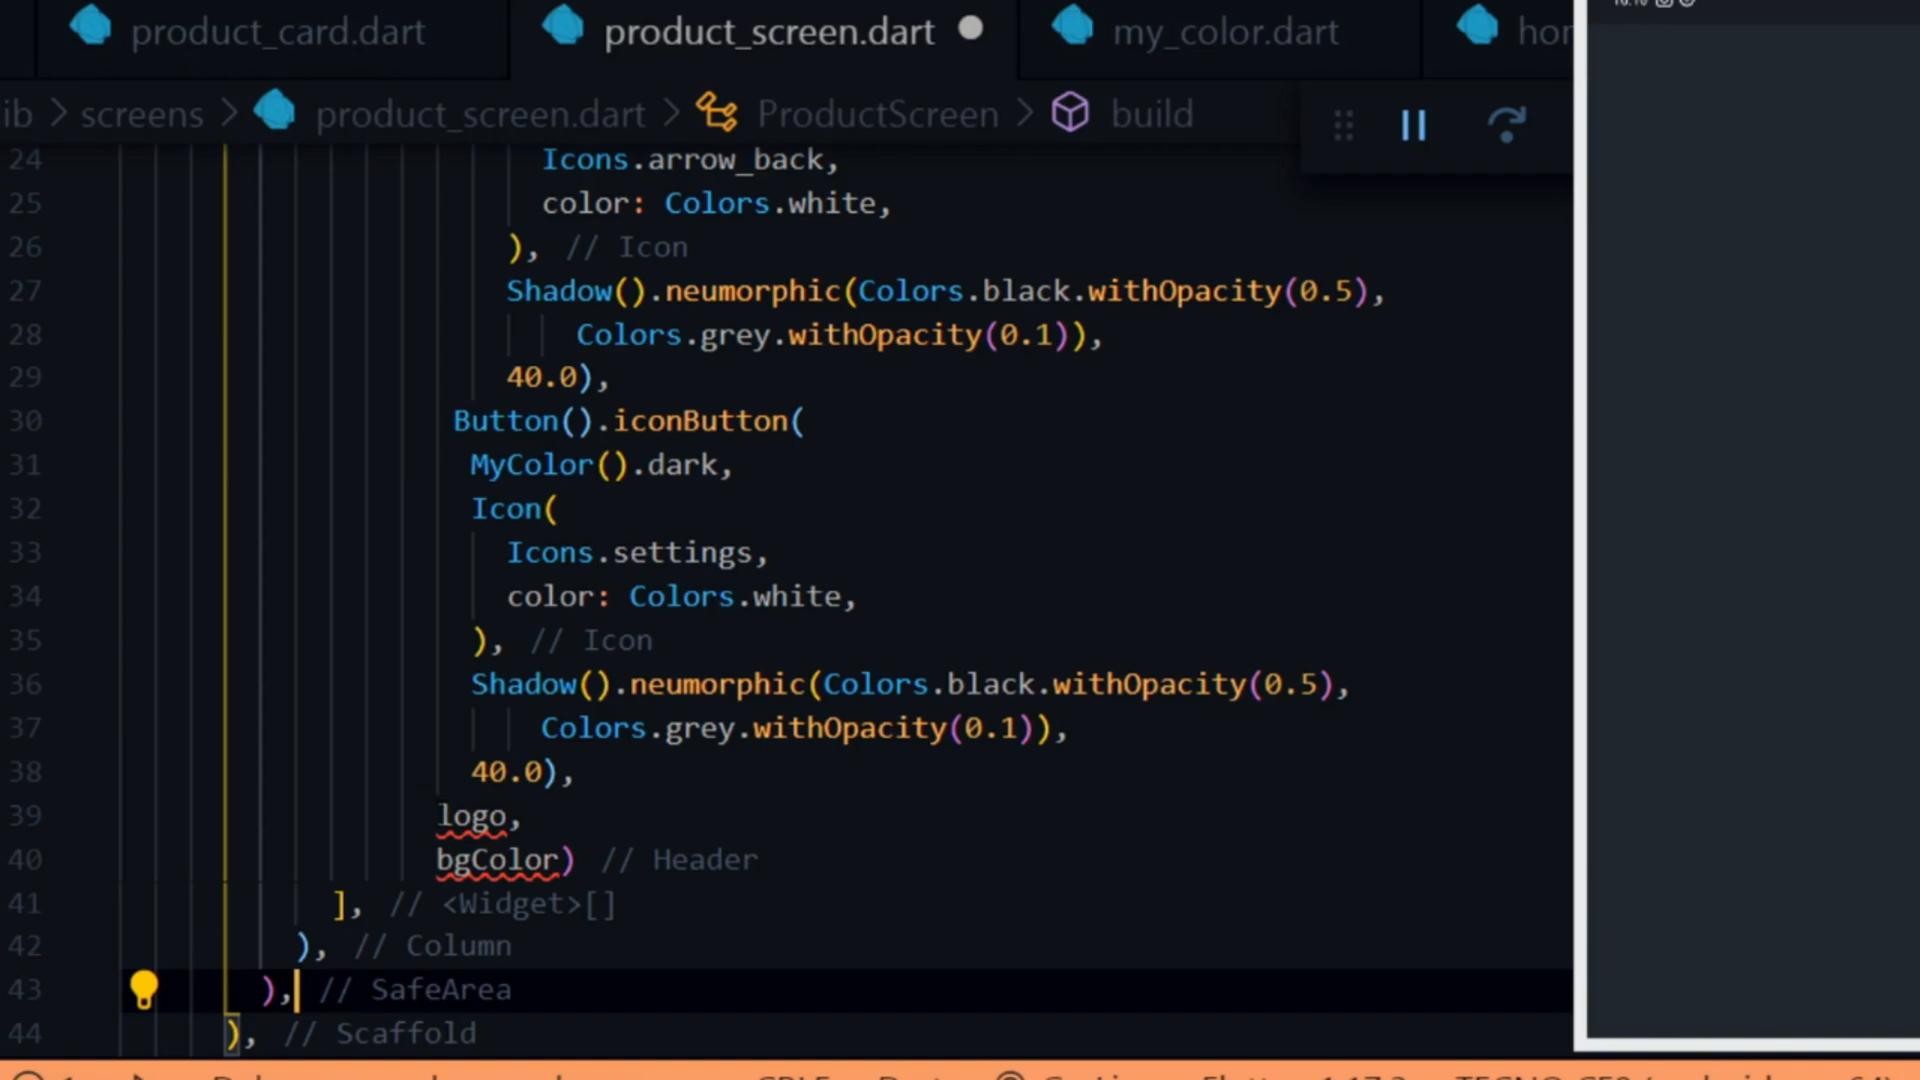 product_card.dart product_screen.dart my_color.dart
screens > product_screen.dart > ProductScreen > build
24 Icons.arrow_back,
25 color: Colors.white,
26 ), // Icon
27 Shadow().neumorphic(Colors.black.withOpacity(0.5),
28 Colors.grey.withOpacity(0.1)),
29 40.0),
30 Button().iconButton(
31 MyColor().dark,
32 Icon(
33 Icons.settings,
34 color: Colors.white,
35 ), // Icon
36 Shadow().neumorphic(Colors.black.withOpacity(0.5),
37 Colors.grey.withOpacity(0.1)),
38 40.0),
39 logo,
40 bgColor) // Header
41 ], // <Widget>[]
42 ), // Column
43 ), // SafeArea
44 ), // Scaffold